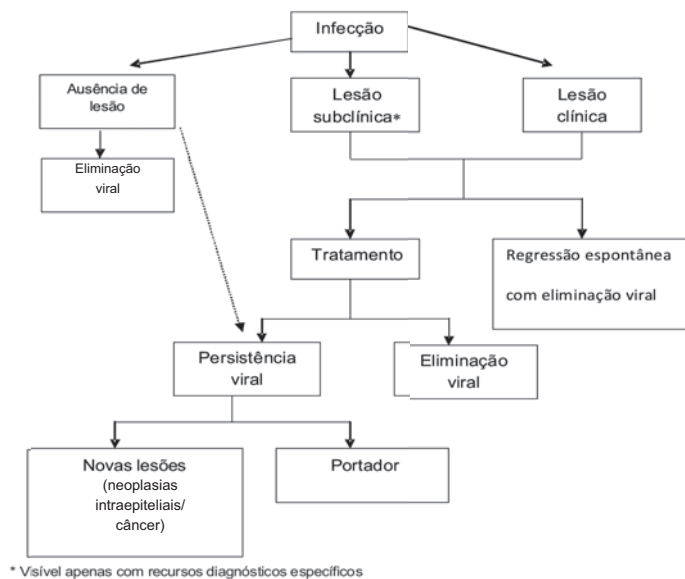 Infecção
Ausência de
lesão
Lesão
subclínica*
Lesão
clínica
Eliminação
viral
Tratamento
Regressão espontânea
com eliminação viral
Persistência
viral
Eliminação
viral
Novas lesões
(neoplasias
intraepiteliais/
câncer)
Portador
* Visível apenas com recursos diagnósticos específicos